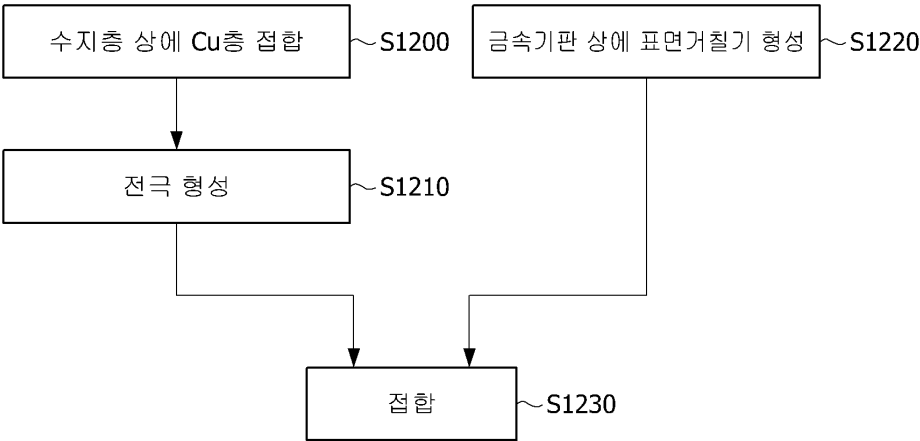 수지층 상에 Cu층 접합
S1200
금속기판 상에 표면거칠기 형성
S1220
전극 형성
S1210
접합
S1230